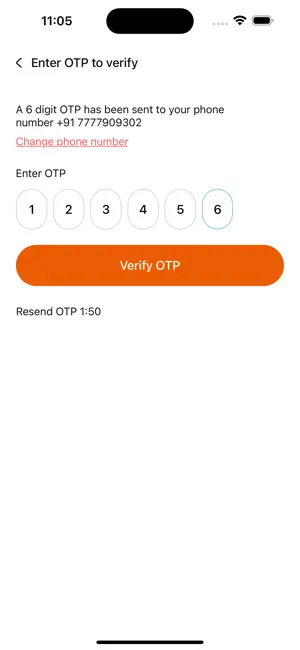 11:05
Enter OTP to verify
A 6 digit OTP has been sent to your phone
number +91 7777909302
Change phone number
Enter OTP
1 2 3 4 5 6
Verify OTP
Resend OTP 1:50